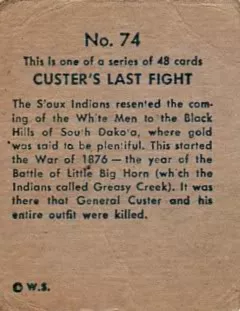 No. 74
This is one of a series of 48 cards
CUSTER'S LAST FIGHT
The S'oux Indians resented the com-
ing of the White Men to the Black
Hills of South Dakota, where gold
was said to be plentiful. This started
the War of 1876—the year of the
Battle of Little Big Horn (which the
Indians called Greasy Creek). It was
there that General Custer and his
entire outfit were killed.
© W.S.